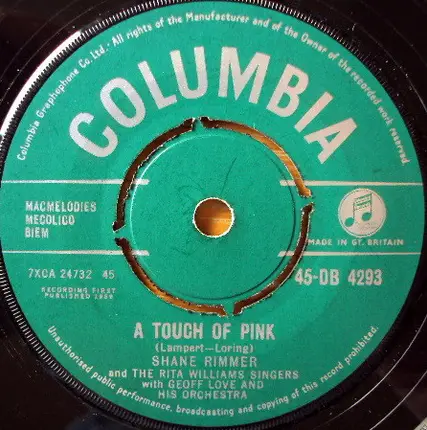 Columbia Graphophone Co. Ltd. · All rights of the Manufacturer and of the Owner of the recorded work reserved.
COLUMBIA
MACMELODIES
MECOLICO
BIEM
MADE IN GT. BRITAIN
7XCA 24732 45
45-DB 4293
RECORDING FIRST
PUBLISHED 1959
A TOUCH OF PINK
(Lampert—Loring)
SHANE RIMMER
and THE RITA WILLIAMS SINGERS
with GEOFF LOVE AND
HIS ORCHESTRA
Unauthorised public performance, broadcasting and copying of this record prohibited.